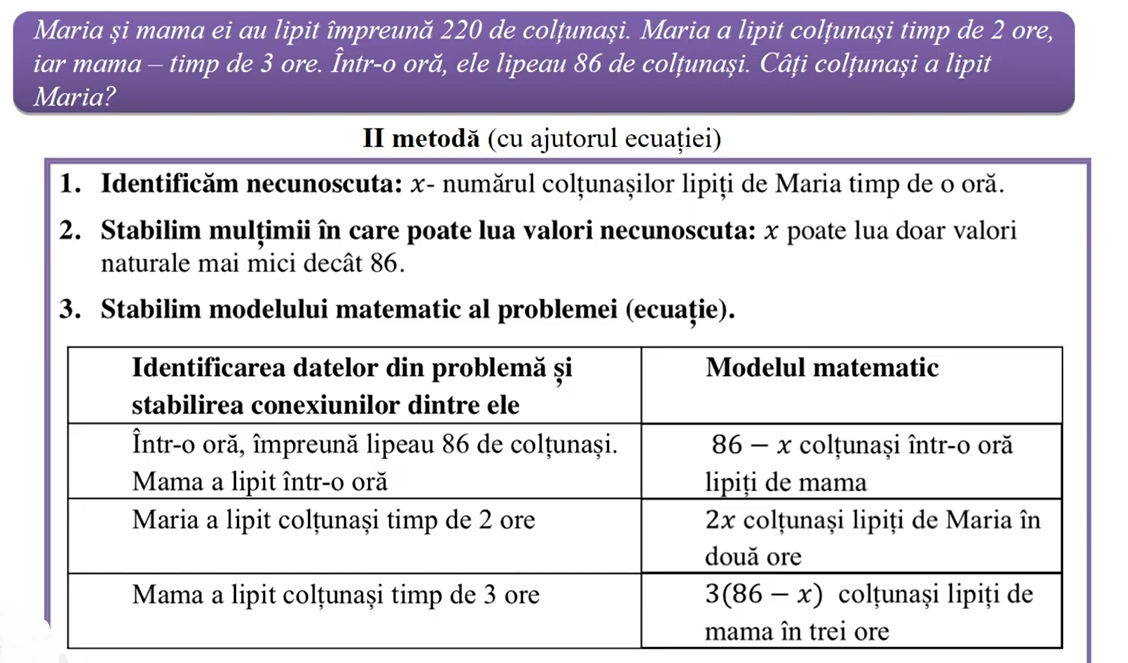 Maria și mama ei au lipit împreună 220 de colțunași. Maria a lipit colțunași timp de 2 ore,
iar mama – timp de 3 ore. Într-o oră, ele lipeau 86 de colțunași. Câți colțunași a lipit
Maria?
II metodă (cu ajutorul ecuației)
1. Identificăm necunoscuta: x- numărul colțunașilor lipiți de Maria timp de o oră.
2. Stabilim mulțimii în care poate lua valori necunoscuta: x poate lua doar valori
naturale mai mici decât 86.
3. Stabilim modelului matematic al problemei (ecuație).
Identificarea datelor din problemă și
stabilirea conexiunilor dintre ele
Modelul matematic
Într-o oră, împreună lipeau 86 de colțunași.
Mama a lipit într-o oră
86 − x colțunași într-o oră
lipiți de mama
Maria a lipit colțunași timp de 2 ore
2x colțunași lipiți de Maria în
două ore
Mama a lipit colțunași timp de 3 ore
3(86 − x) colțunași lipiți de
mama în trei ore